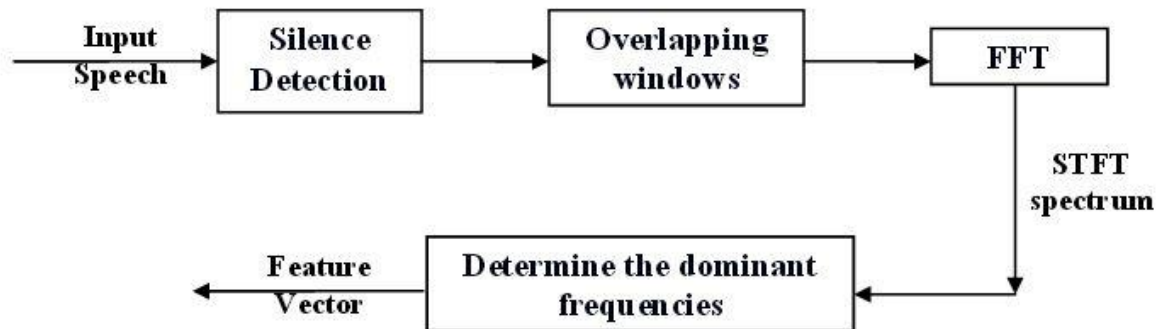 Input
Speech
Silence
Detection
Overlapping
windows
FFT
STFT
spectrum
Determine the dominant
frequencies
Feature
Vector